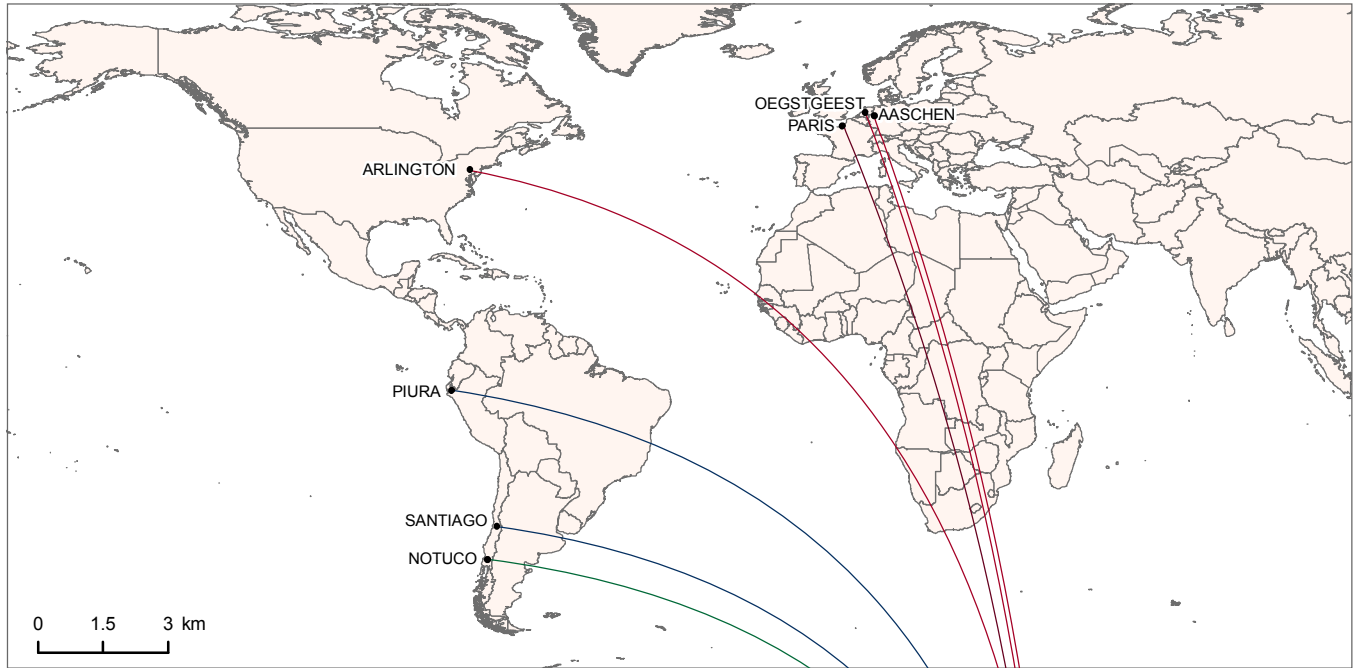 OEGSTGEEST
AASCHEN
PARIS
ARLINGTON
PIURA
SANTIAGO
NOTUCO
0 1.5 3 km